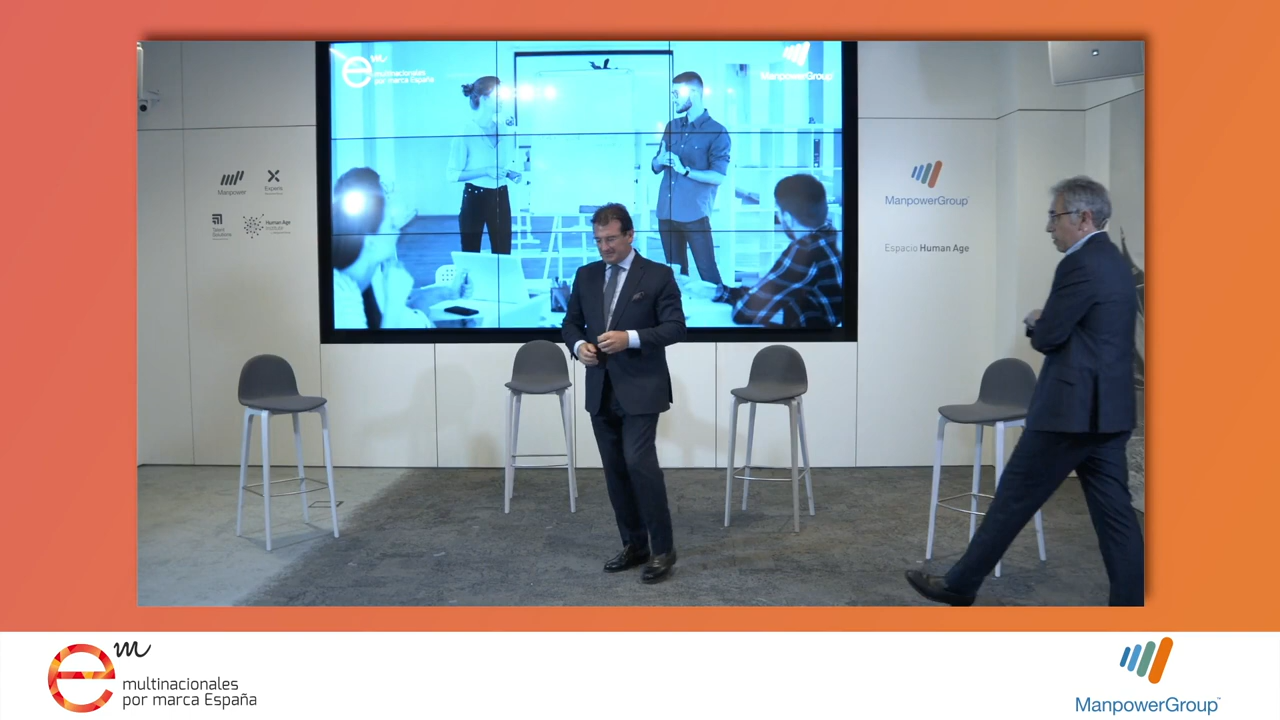 multinacionales
por marca España
ManpowerGroup
Manpower
Experis
Talent
Solutions
Human Age
ManpowerGroup
Espacio Human Age
multinacionales
por marca España
ManpowerGroup™